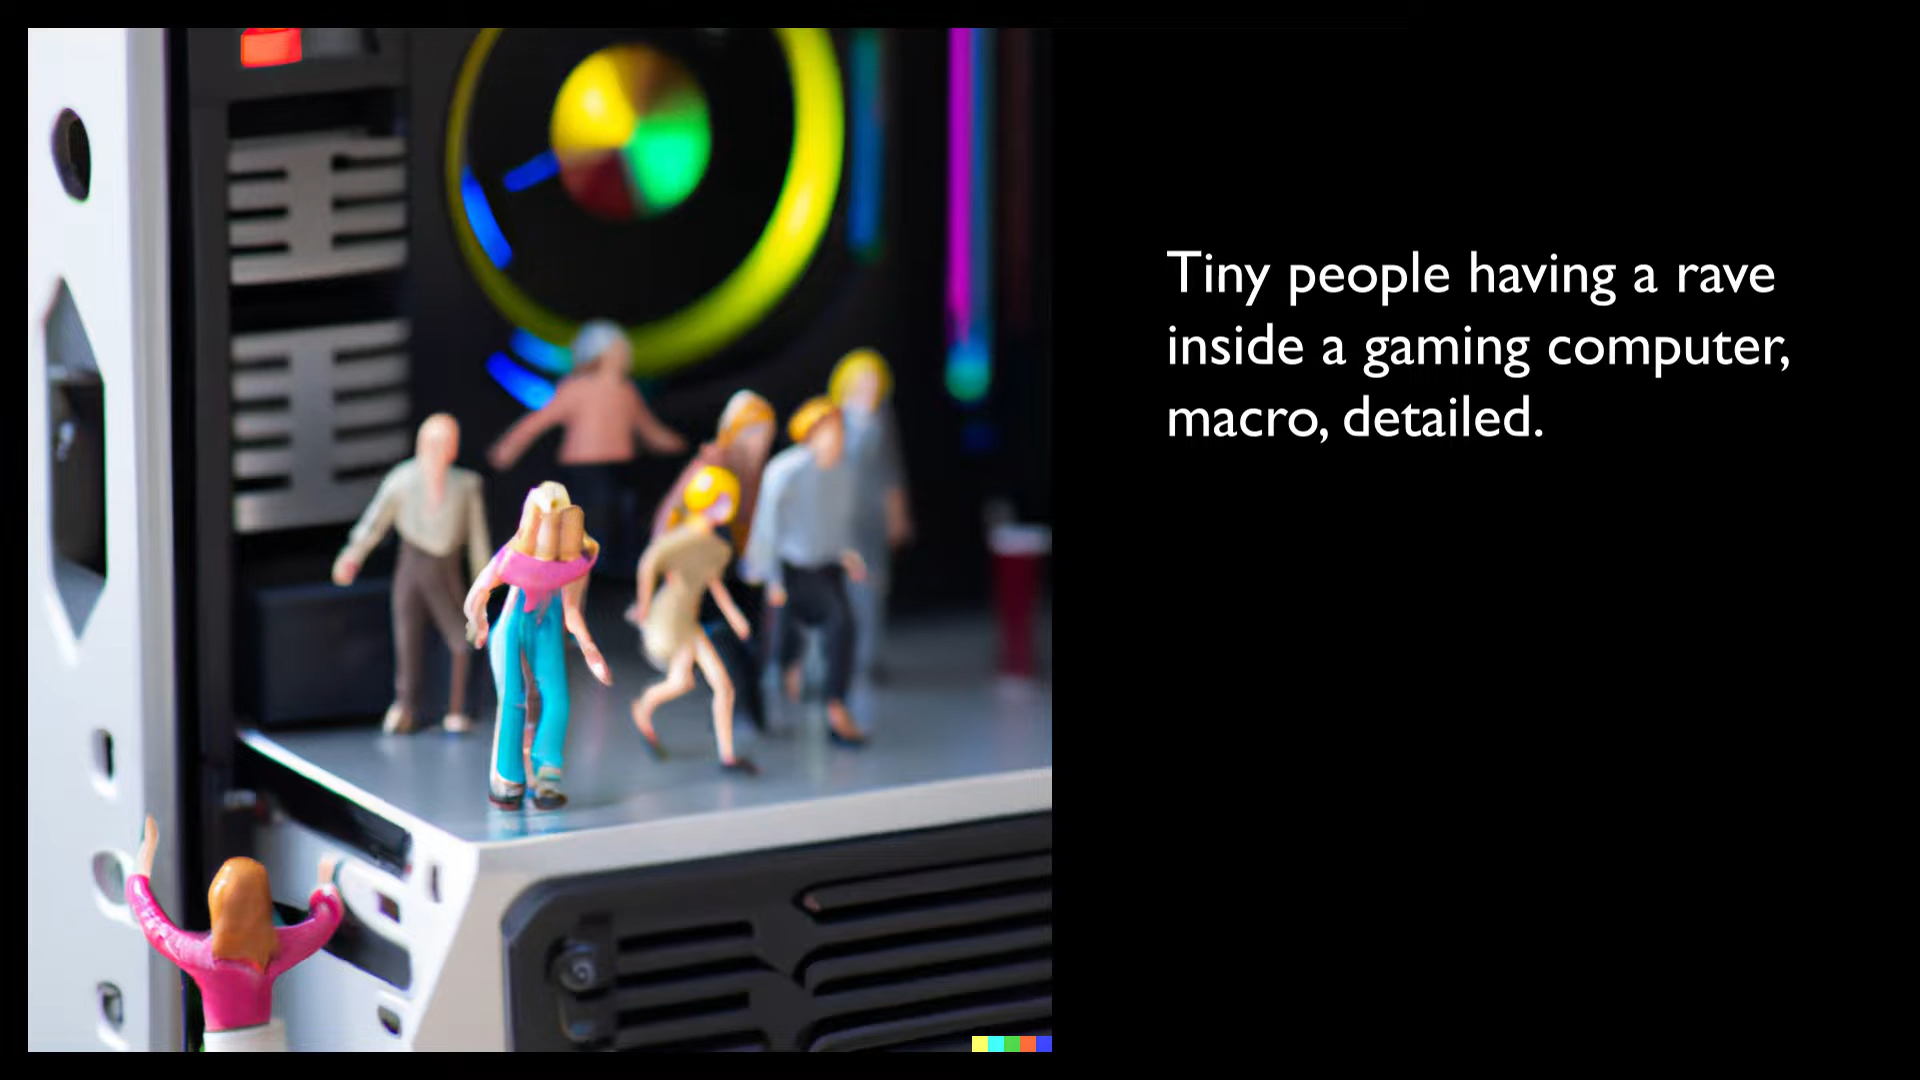 Tiny people having a rave
inside a gaming computer,
macro, detailed.